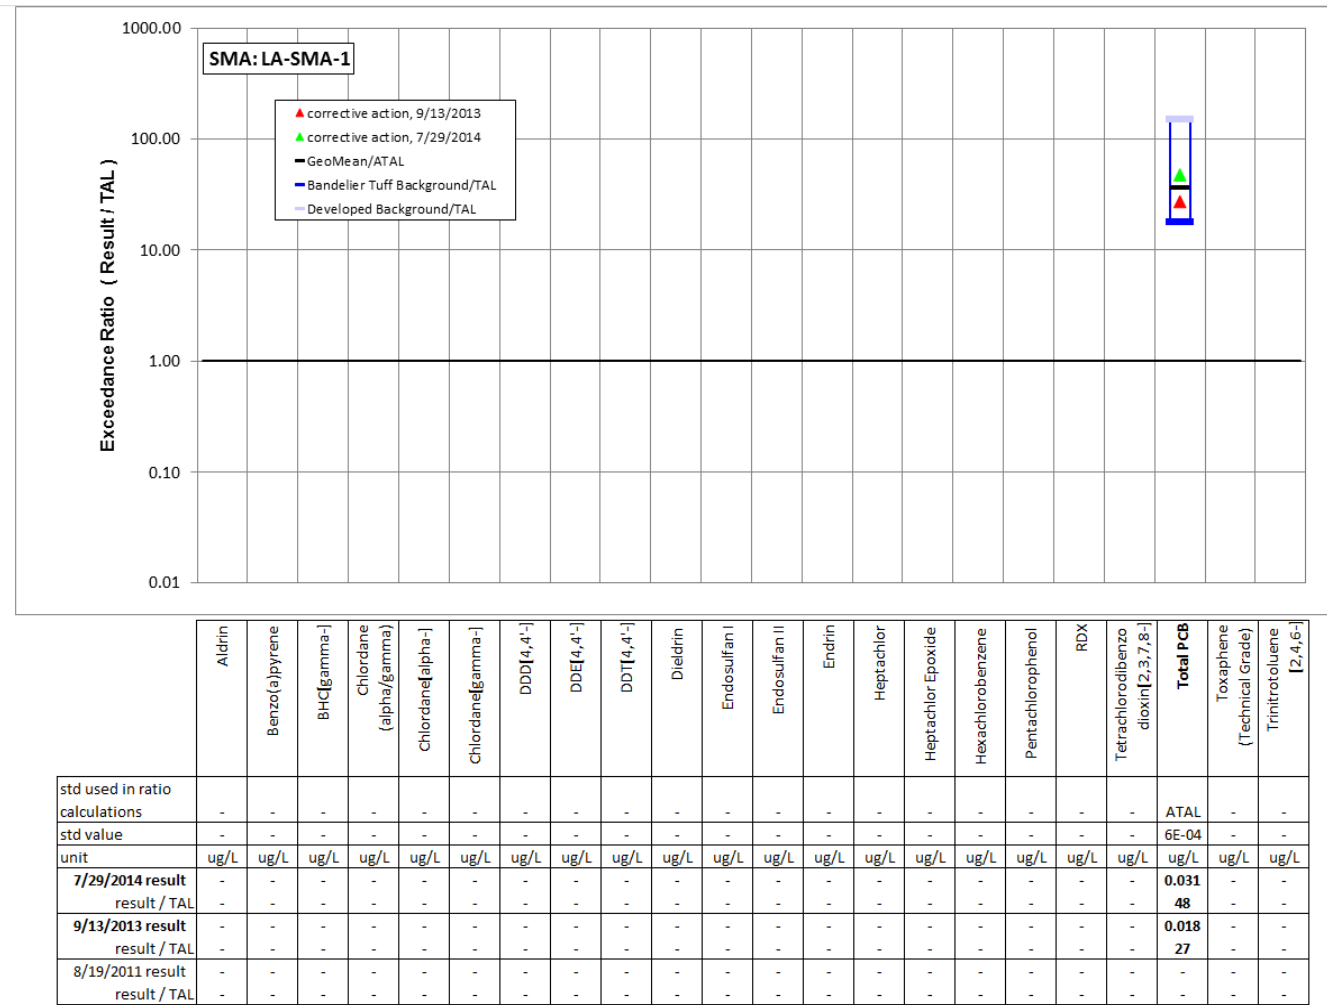 1000.00
100.00
10.00
1.00
0.10
0.01
Exceedance Ratio ( Result / TAL )
SMA: LA-SMA-1
corrective action, 9/13/2013
corrective action, 7/29/2014
GeoMean/ATAL
Bandelier Tuff Background/TAL
Developed Background/TAL
Aldrin
Benzo(a)pyrene
BHC[gamma-]
Chlordane
(alpha/gamma)
Chlordane[alpha-]
Chlordane[gamma-]
DDD[4,4'-]
DDE[4,4'-]
DDT[4,4'-]
Dieldrin
Endosulfan I
Endosulfan II
Endrin
Heptachlor
Heptachlor Epoxide
Hexachlorobenzene
Pentachlorophenol
RDX
Tetrachlorodibenzo
dioxin[2,3,7,8-]
Total PCB
Toxaphene
(Technical Grade)
Trinitrotoluene
[2,4,6-]
std used in ratio
calculations - - - - - - - - - - - - - - - - - - - ATAL - -
std value - - - - - - - - - - - - - - - - - - - 6E-04 - -
unit ug/L ug/L ug/L ug/L ug/L ug/L ug/L ug/L ug/L ug/L ug/L ug/L ug/L ug/L ug/L ug/L ug/L ug/L ug/L ug/L ug/L ug/L
7/29/2014 result - - - - - - - - - - - - - - - - - - - 0.031 - -
result / TAL - - - - - - - - - - - - - - - - - - - 48 - -
9/13/2013 result - - - - - - - - - - - - - - - - - - - 0.018 - -
result / TAL - - - - - - - - - - - - - - - - - - - 27 - -
8/19/2011 result - - - - - - - - - - - - - - - - - - - - - -
result / TAL - - - - - - - - - - - - - - - - - - - - - -